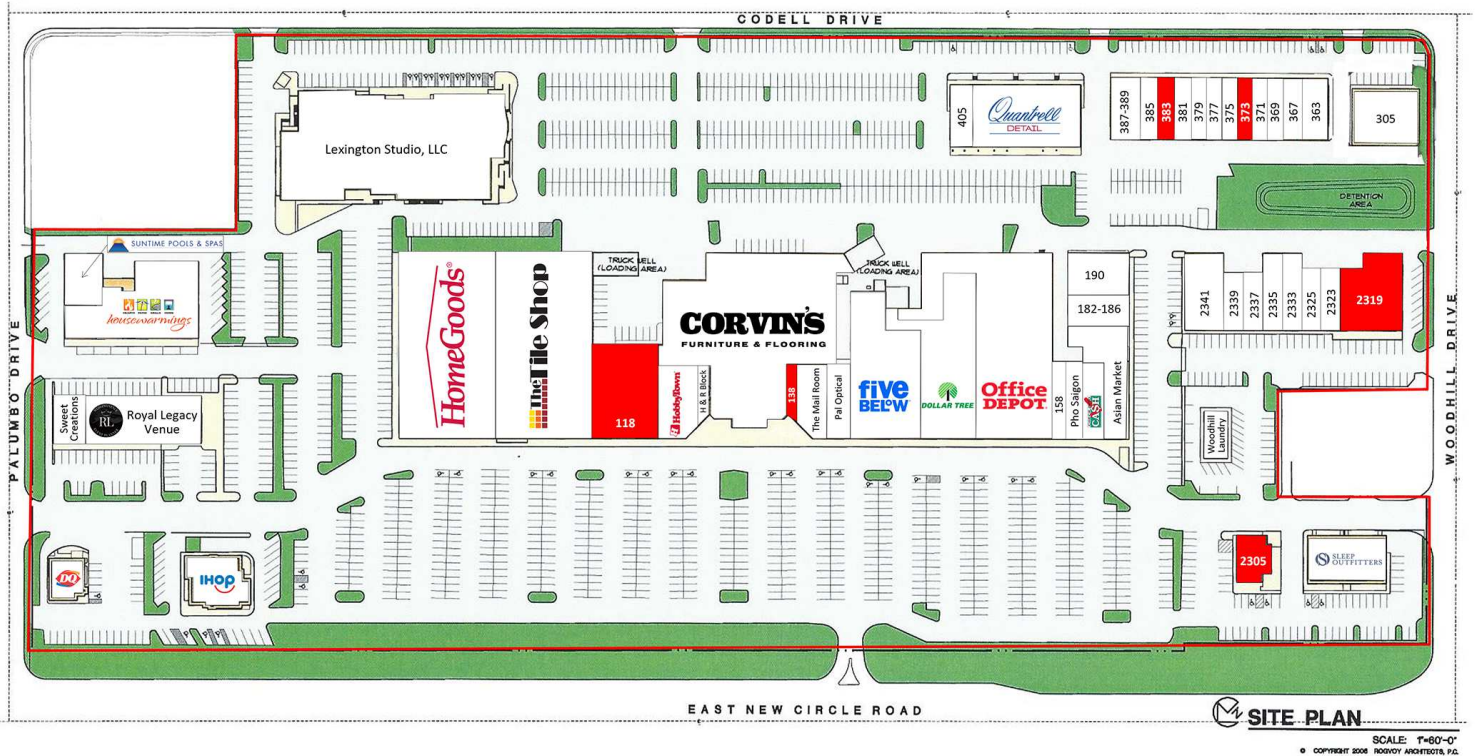 CODELL DRIVE
Lexington Studio, LLC
405
Quantrell
DETAIL
387-389
385
383
381
379
377
375
373
371
369
367
363
305
DETENTION
AREA
SUNTIME POOLS & SPAS
housewarmings
HomeGoods®
The Tile Shop
TRUCK WELL
(LOADING AREA)
118
HobbyTown
H & R Block
CORVIN'S
FURNITURE & FLOORING
138
The Mail Room
Pal Optical
TRUCK WELL
(LOADING AREA)
five
BELOW
DOLLAR TREE
Office
DEPOT
158
Pho Saigon
CASH
Asian Market
190
182-186
2341
2339
2337
2335
2333
2325
2323
2319
PALUMBO DRIVE
WOODHILL DRIVE
Sweet
Creations
RL
Royal Legacy
Venue
Woodhill
Laundry
DQ
IHOP
2305
SLEEP
OUTFITTERS
EAST NEW CIRCLE ROAD
SITE PLAN
SCALE: 1"=60'-0"
© COPYRIGHT 2006 ROGVOY ARCHITECTS, P.C.